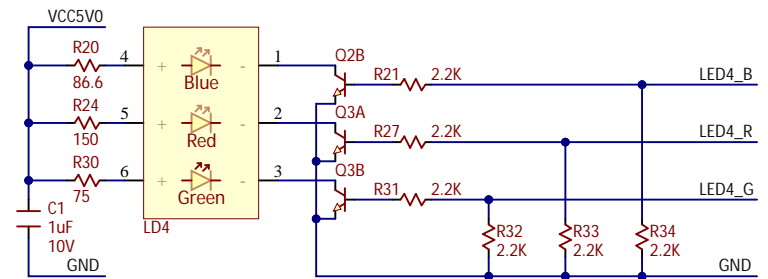 VCC5V0
R20
86.6
4
+
-
Blue
1
Q2B
R21
2.2K
LED4_B
R24
150
5
+
-
Red
2
Q3A
R27
2.2K
LED4_R
R30
75
6
+
-
Green
3
Q3B
R31
2.2K
LED4_G
C1
1uF
10V
LD4
R32
2.2K
R33
2.2K
R34
2.2K
GND
GND